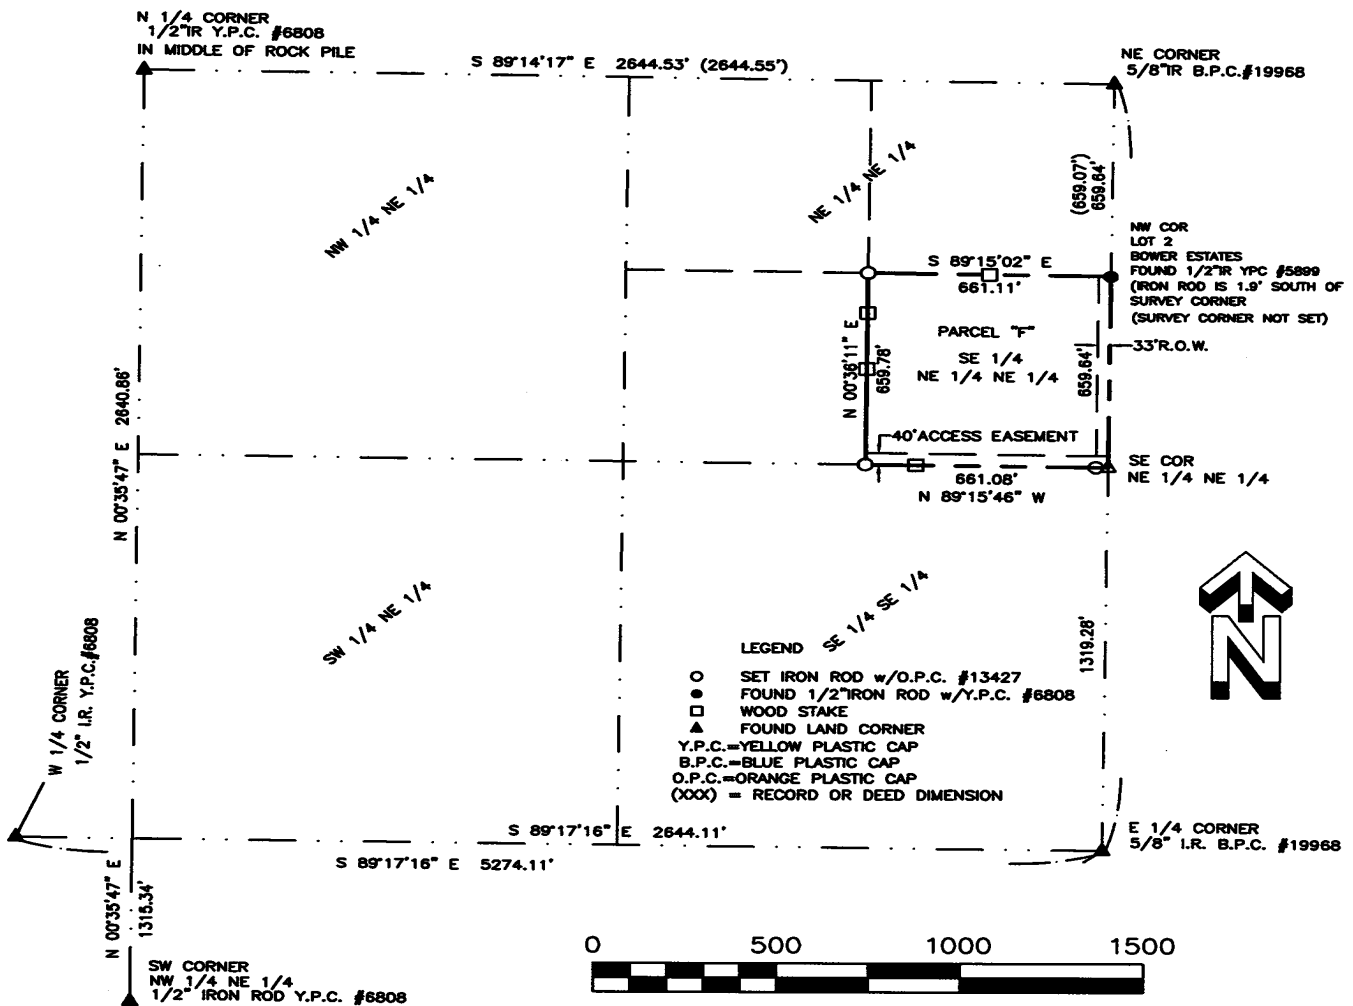 N 1/4 CORNER
1/2"IR Y.P.C. #6808
IN MIDDLE OF ROCK PILE
S 89°14'17" E 2644.53' (2644.55')
NE CORNER
5/8"IR B.P.C.#19968
NW 1/4 NE 1/4
NE 1/4 NE 1/4
(659.07')
659.64'
NW COR
LOT 2
BOWER ESTATES
FOUND 1/2"IR YPC #5899
(IRON ROD IS 1.9' SOUTH OF
SURVEY CORNER
(SURVEY CORNER NOT SET)
S 89°15'02" E
661.11'
N 00°36'11" E
659.78'
PARCEL "F"
SE 1/4
NE 1/4 NE 1/4
659.64'
33'R.O.W.
N 00°35'47" E 2640.86'
40'ACCESS EASEMENT
661.08'
N 89°15'46" W
SE COR
NE 1/4 NE 1/4
SW 1/4 NE 1/4
SE 1/4 SE 1/4
1319.28'
N
W 1/4 CORNER
1/2" I.R. Y.P.C.#6808
LEGEND
SET IRON ROD w/O.P.C. #13427
FOUND 1/2"IRON ROD w/Y.P.C. #6808
WOOD STAKE
FOUND LAND CORNER
Y.P.C.=YELLOW PLASTIC CAP
B.P.C.=BLUE PLASTIC CAP
O.P.C.=ORANGE PLASTIC CAP
(XXX) = RECORD OR DEED DIMENSION
S 89°17'16" E 2644.11'
S 89°17'16" E 5274.11'
E 1/4 CORNER
5/8" I.R. B.P.C. #19968
N 00°35'47" E
1315.34'
SW CORNER
NW 1/4 NE 1/4
1/2" IRON ROD Y.P.C. #6808
0 500 1000 1500